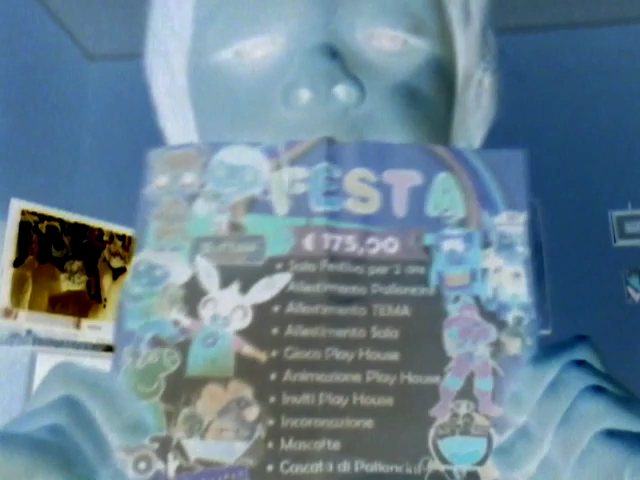 FESTA
€ 175,00
• Sala Festiva per 2 ore
• Allestimento Palloncini
• Allestimento TEMA
• Allestimento Sala
• Gioco Play House
• Animazione Play House
• Inviti Play House
• Incoronazione
• Mascotte
• Cascata di Palloncini